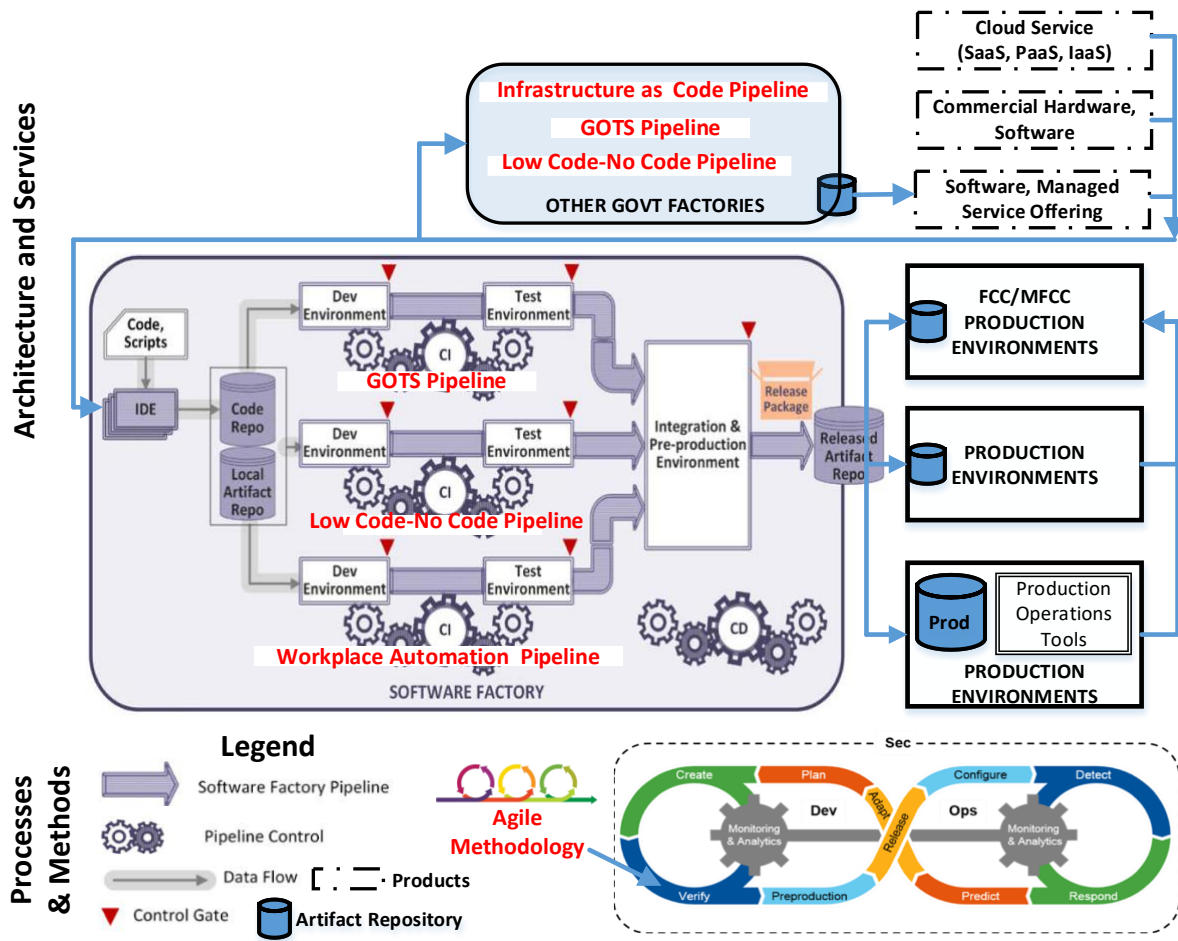 Architecture and Services
Cloud Service
(SaaS, PaaS, IaaS)
Commercial Hardware,
Software
Software, Managed
Service Offering
Infrastructure as Code Pipeline
GOTS Pipeline
Low Code-No Code Pipeline
OTHER GOVT FACTORIES
Code,
Scripts
IDE
Code
Repo
Local
Artifact
Repo
Dev
Environment
Test
Environment
CI
GOTS Pipeline
Dev
Environment
Test
Environment
CI
Low Code-No Code Pipeline
Dev
Environment
Test
Environment
CI
Workplace Automation Pipeline
Integration &
Pre-production
Environment
CD
Release
Package
Released
Artifact
Repo
SOFTWARE FACTORY
FCC/MFCC
PRODUCTION
ENVIRONMENTS
PRODUCTION
ENVIRONMENTS
Prod
Production
Operations
Tools
PRODUCTION
ENVIRONMENTS
Processes
& Methods
Legend
Software Factory Pipeline
Pipeline Control
Data Flow
Products
Control Gate
Artifact Repository
Agile
Methodology
Sec
Create
Plan
Adapt
Release
Configure
Detect
Monitoring
& Analytics
Dev
Ops
Monitoring
& Analytics
Verify
Preproduction
Predict
Respond